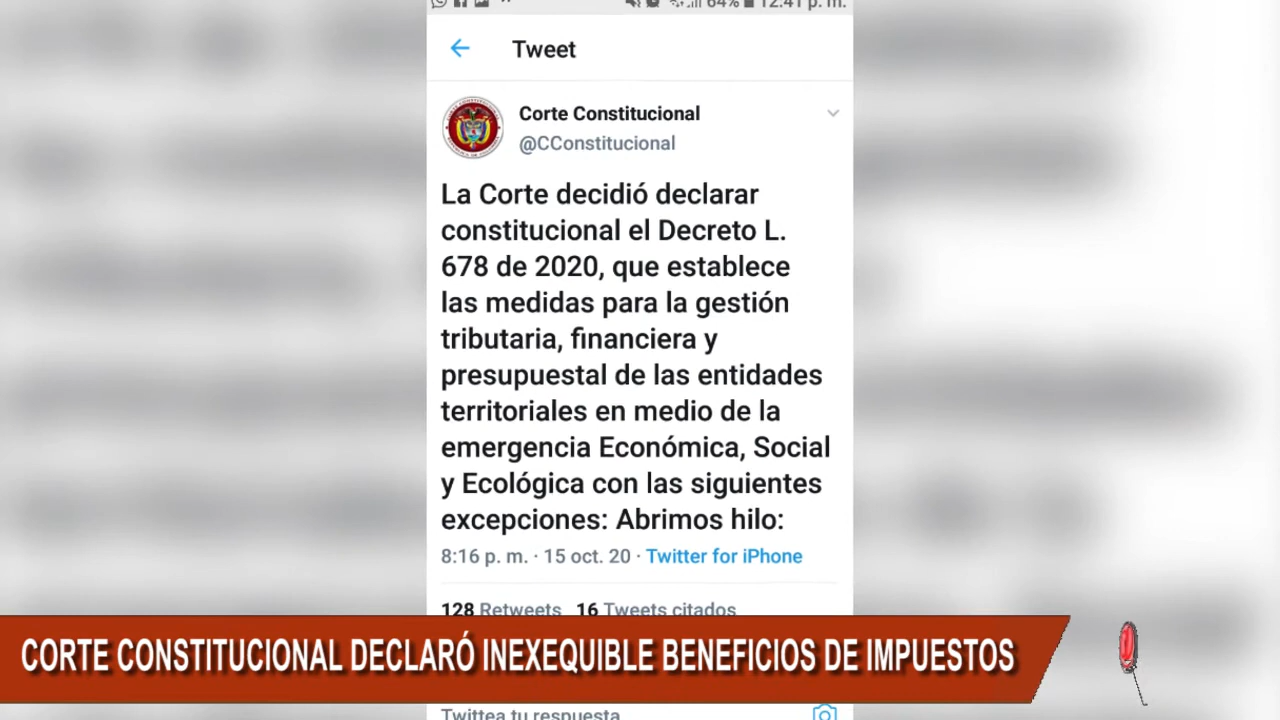 64% 12:41 p. m.
Tweet
Corte Constitucional
@CConstitucional
La Corte decidió declarar
constitucional el Decreto L.
678 de 2020, que establece
las medidas para la gestión
tributaria, financiera y
presupuestal de las entidades
territoriales en medio de la
emergencia Económica, Social
y Ecológica con las siguientes
excepciones: Abrimos hilo:
8:16 p. m. · 15 oct. 20 · Twitter for iPhone
128 Retweets 16 Tweets citados
CORTE CONSTITUCIONAL DECLARÓ INEXEQUIBLE BENEFICIOS DE IMPUESTOS
Twittea tu respuesta